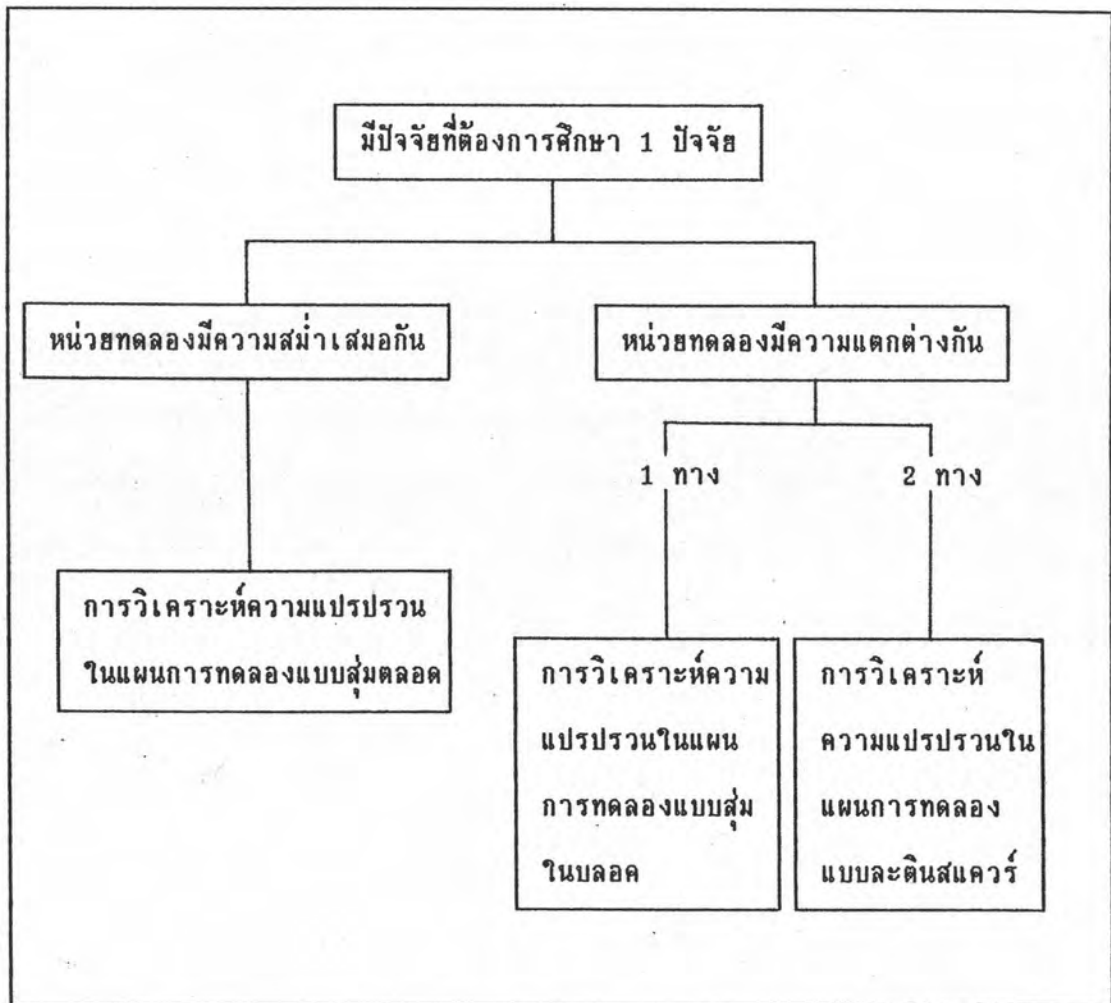 มีปัจจัยที่ต้องการศึกษา 1 ปัจจัย
หน่วยทดลองมีความสม่ำเสมอกัน
หน่วยทดลองมีความแตกต่างกัน
1 ทาง
2 ทาง
การวิเคราะห์ความแปรปรวน
ในแผนการทดลองแบบสุ่มตลอด
การวิเคราะห์ความ
แปรปรวนในแผน
การทดลองแบบสุ่ม
ในบลอค
การวิเคราะห์
ความแปรปรวนใน
แผนการทดลอง
แบบละตินสแควร์